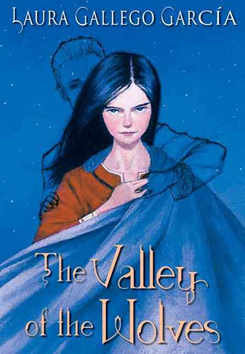 LAURA GALLEGO GARCÍA
The Valley
of the Wolves